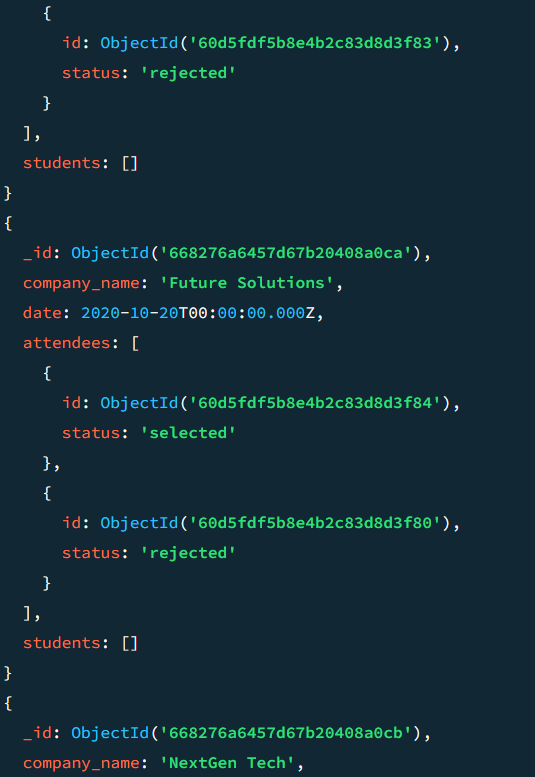 {
id: ObjectId('60d5fdf5b8e4b2c83d8d3f83'),
status: 'rejected'
}
],
students: []
}
{
_id: ObjectId('668276a6457d67b20408a0ca'),
company_name: 'Future Solutions',
date: 2020-10-20T00:00:00.000Z,
attendees: [
{
id: ObjectId('60d5fdf5b8e4b2c83d8d3f84'),
status: 'selected'
},
{
id: ObjectId('60d5fdf5b8e4b2c83d8d3f80'),
status: 'rejected'
}
],
students: []
}
{
_id: ObjectId('668276a6457d67b20408a0cb'),
company_name: 'NextGen Tech',